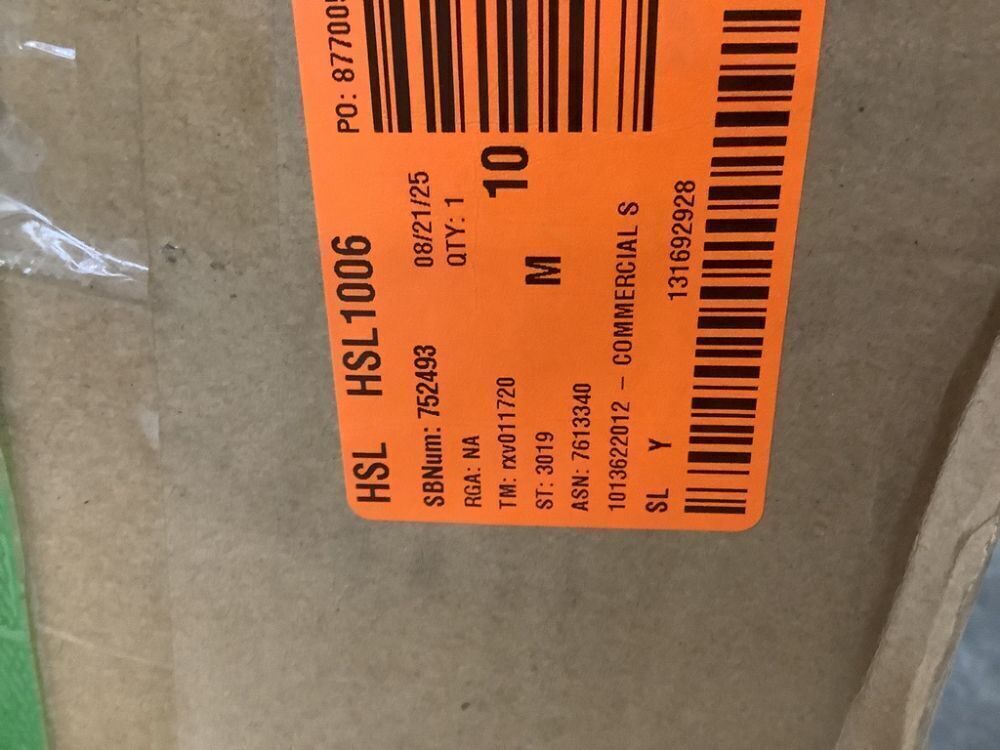 HSL HSL1006 PO: 877005
SBNum: 752493 08/21/25
RGA: NA QTY: 1
TM: rxv011720 10
ST: 3019 M
ASN: 7613340
1013622012 - COMMERCIAL S
SL Y 131692928